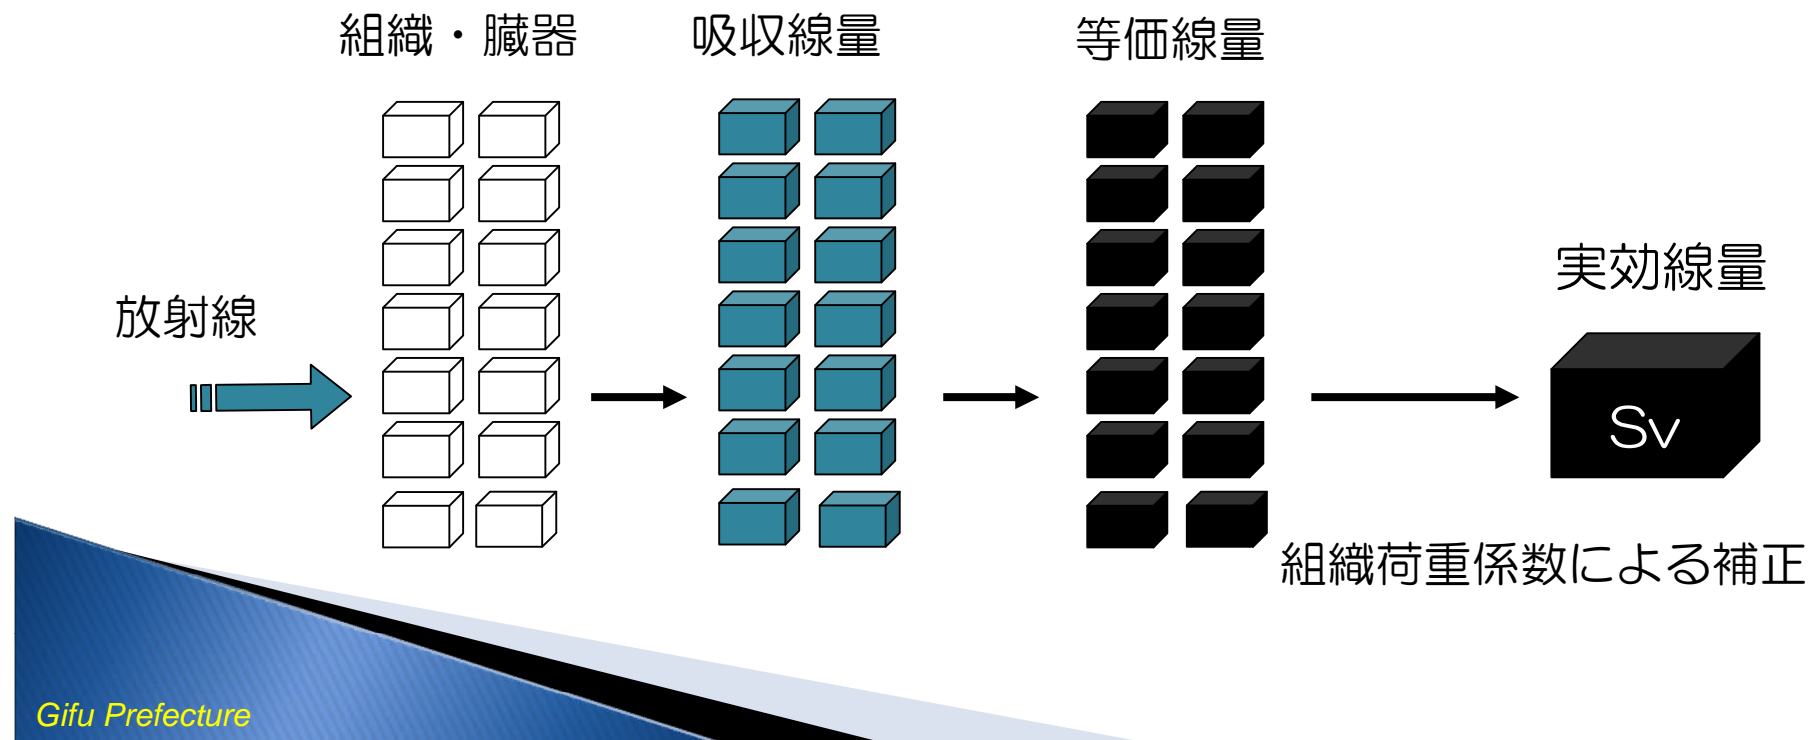 組織・臓器
吸収線量
等価線量
放射線
実効線量
Sv
組織荷重係数による補正
Gifu Prefecture